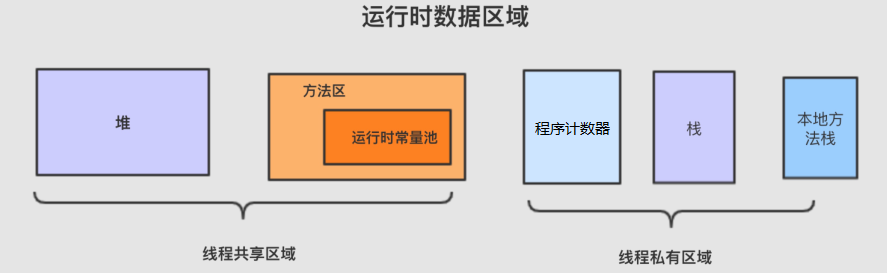 运行时数据区域
堆
方法区
运行时常量池
程序计数器
栈
本地方
法栈
线程共享区域
线程私有区域